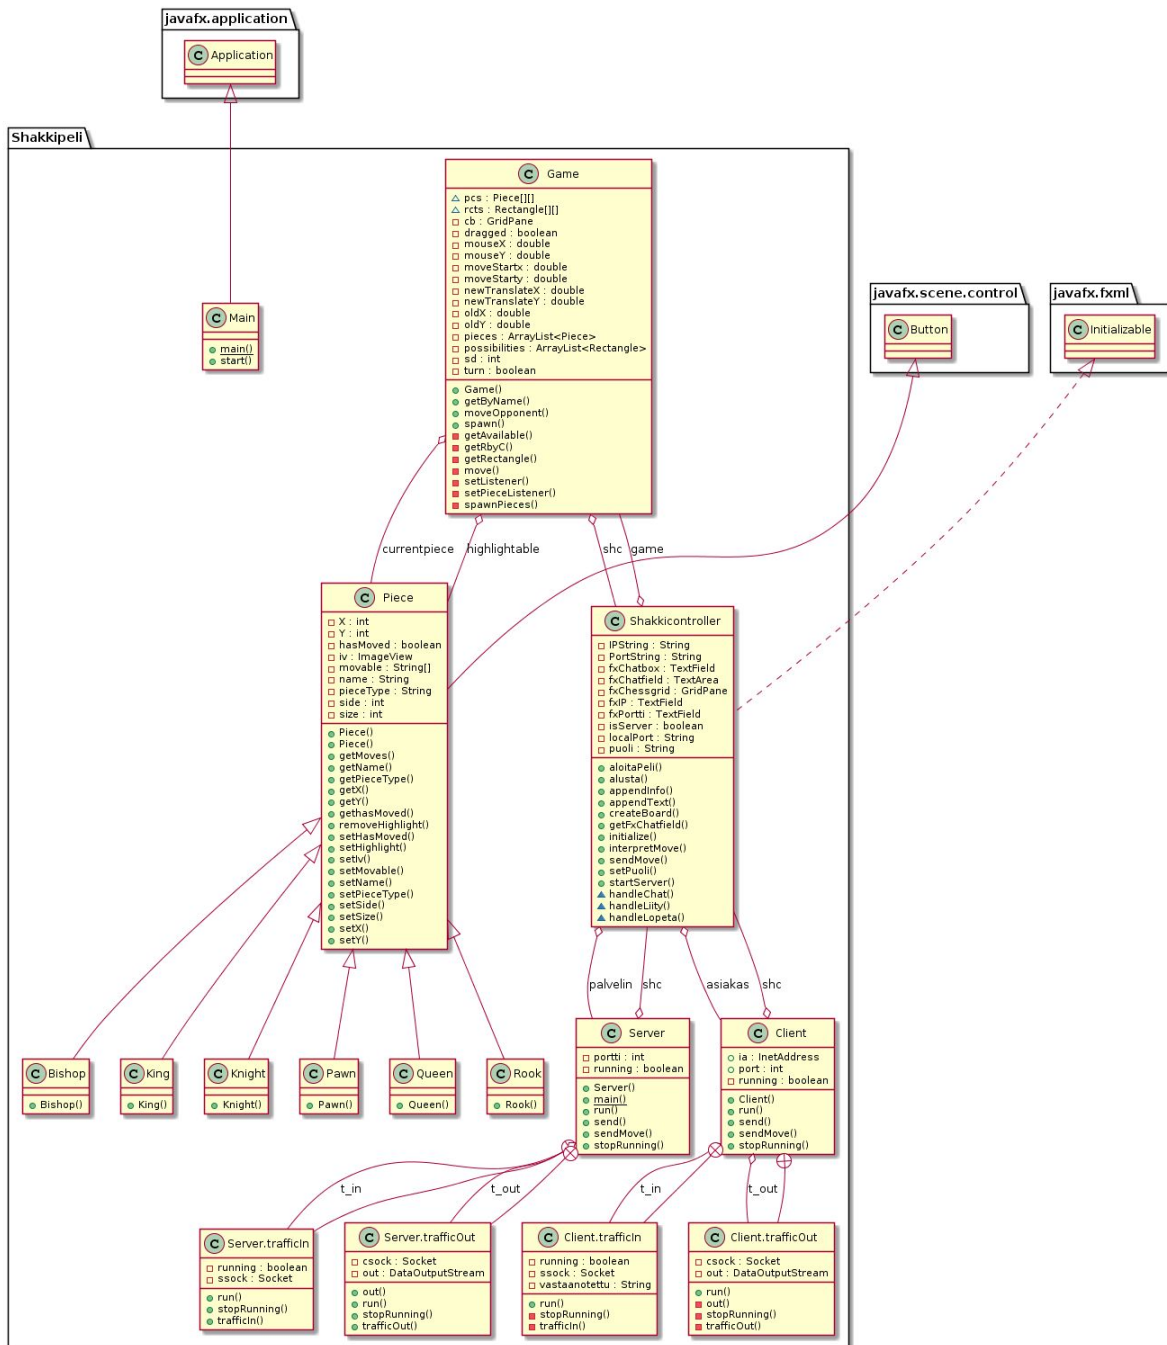 javafx.application
C Application
Shakkipeli
C Game
pcs : Piece[][]
rcts : Rectangle[][]
cb : GridPane
dragged : boolean
mouseX : double
mouseY : double
moveStartx : double
moveStarty : double
newTranslateX : double
newTranslateY : double
oldX : double
oldY : double
pieces : ArrayList<Piece>
possibilities : ArrayList<Rectangle>
sd : int
turn : boolean
Game()
getByName()
moveOpponent()
spawn()
getAvailable()
getRbyC()
getRectangle()
move()
setListener()
setPieceListener()
spawnPieces()
C Main
main()
start()
javafx.scene.control
C Button
javafx.fxml
C Initializable
currentpiece
highlightable
shc
game
C Piece
X : int
Y : int
hasMoved : boolean
iv : ImageView
movable : String[]
name : String
pieceType : String
side : int
size : int
Piece()
Piece()
getMoves()
getName()
getPieceType()
getX()
getY()
gethasMoved()
removeHighlight()
setHasMoved()
setHighlight()
setIv()
setMovable()
setName()
setPieceType()
setSide()
setSize()
setX()
setY()
C Shakkicontroller
IPString : String
PortString : String
fxChatbox : TextField
fxChatfield : TextArea
fxChessgrid : GridPane
fxIP : TextField
fxPortti : TextField
isServer : boolean
localPort : String
puoli : String
aloitaPeli()
alusta()
appendInfo()
appendText()
createBoard()
getFxChatfield()
initialize()
interpretMove()
sendMove()
setPuoli()
startServer()
handleChat()
handleLiity()
handleLopeta()
palvelin
shc
asiakas
shc
C Bishop
Bishop()
C King
King()
C Knight
Knight()
C Pawn
Pawn()
C Queen
Queen()
C Rook
Rook()
C Server
portti : int
running : boolean
Server()
main()
run()
send()
sendMove()
stopRunning()
C Client
ia : InetAddress
port : int
running : boolean
Client()
run()
send()
sendMove()
stopRunning()
t_in
t_out
t_in
t_out
C Server.trafficIn
running : boolean
ssock : Socket
run()
stopRunning()
trafficIn()
C Server.trafficOut
csock : Socket
out : DataOutputStream
out()
run()
stopRunning()
trafficOut()
C Client.trafficIn
running : boolean
ssock : Socket
vastaanotettu : String
run()
stopRunning()
trafficIn()
C Client.trafficOut
csock : Socket
out : DataOutputStream
run()
out()
stopRunning()
trafficOut()